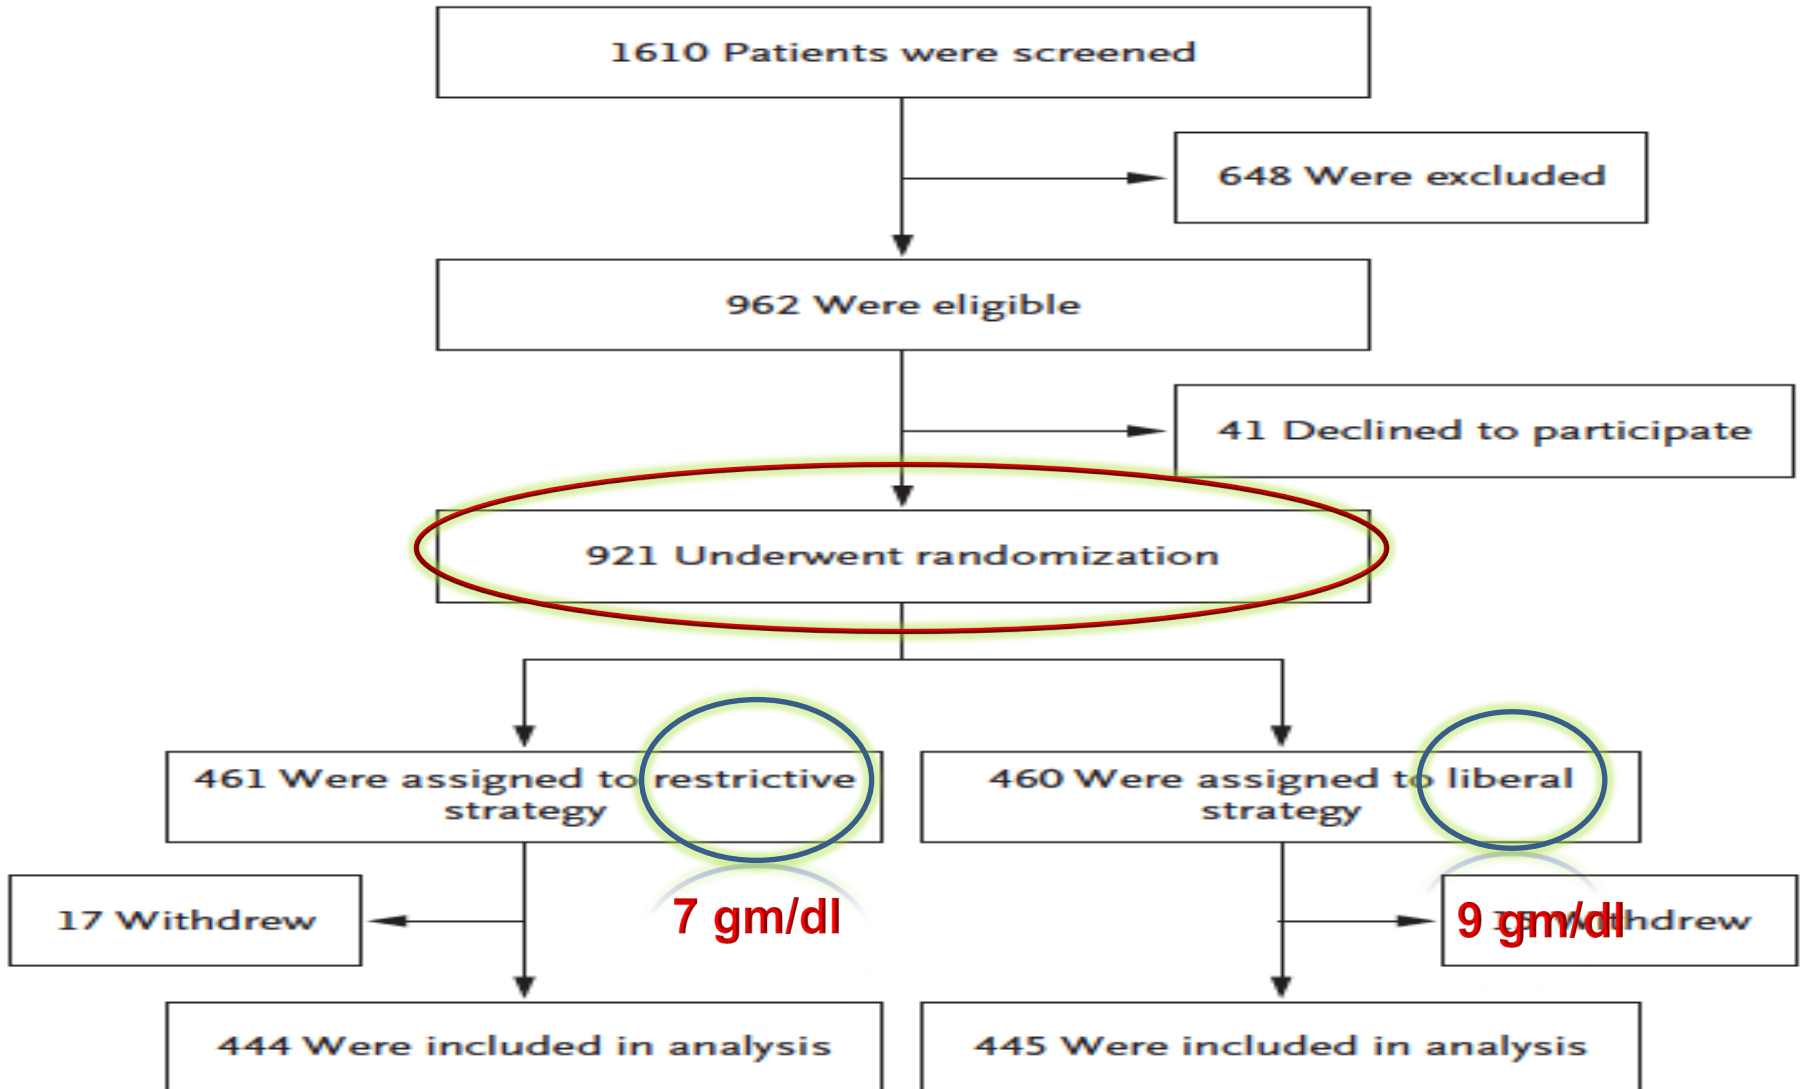 1610 Patients were screened
648 Were excluded
962 Were eligible
41 Declined to participate
921 Underwent randomization
461 Were assigned to restrictive
strategy
460 Were assigned to liberal
strategy
17 Withdrew
7 gm/dl
9 gm/dl
Withdrew
444 Were included in analysis
445 Were included in analysis